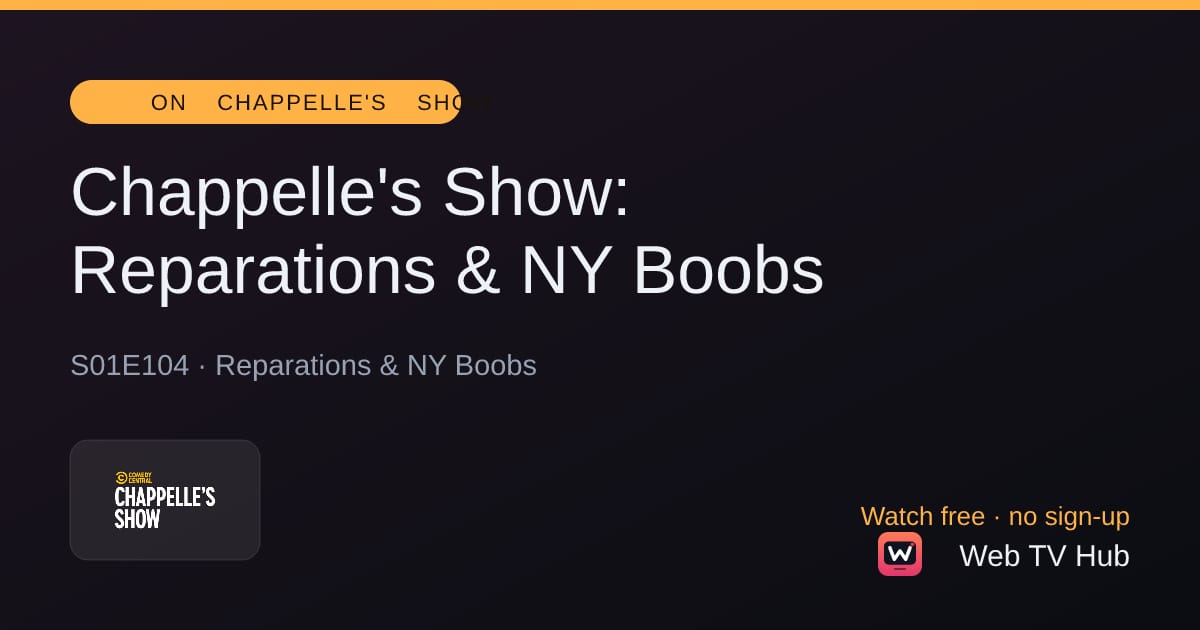 ON CHAPPELLE'S SHOW
Chappelle's Show:
Reparations & NY Boobs
S01E104 · Reparations & NY Boobs
COMEDY
CENTRAL
CHAPPELLE'S
SHOW
Watch free · no sign-up
W
Web TV Hub